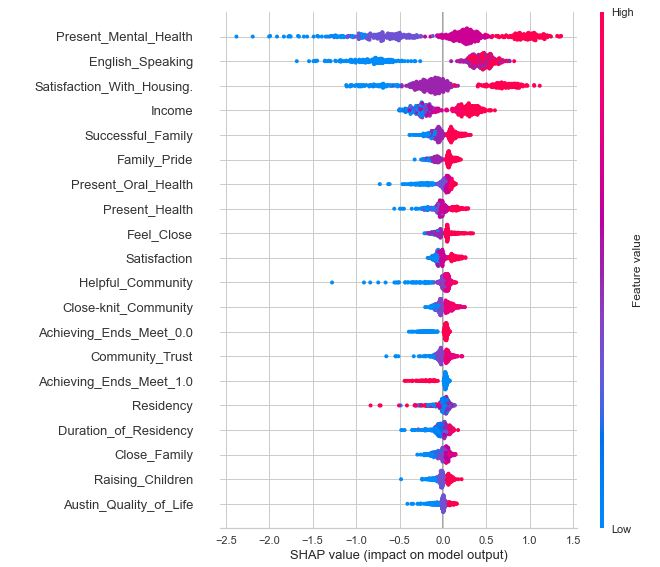 High
Present_Mental_Health
English_Speaking
Satisfaction_With_Housing.
Income
Successful_Family
Family_Pride
Present_Oral_Health
Present_Health
Feel_Close
Satisfaction
Helpful_Community
Close-knit_Community
Achieving_Ends_Meet_0.0
Community_Trust
Achieving_Ends_Meet_1.0
Residency
Duration_of_Residency
Close_Family
Raising_Children
Austin_Quality_of_Life
Feature value
Low
−2.5 −2.0 −1.5 −1.0 −0.5 0.0 0.5 1.0 1.5
SHAP value (impact on model output)